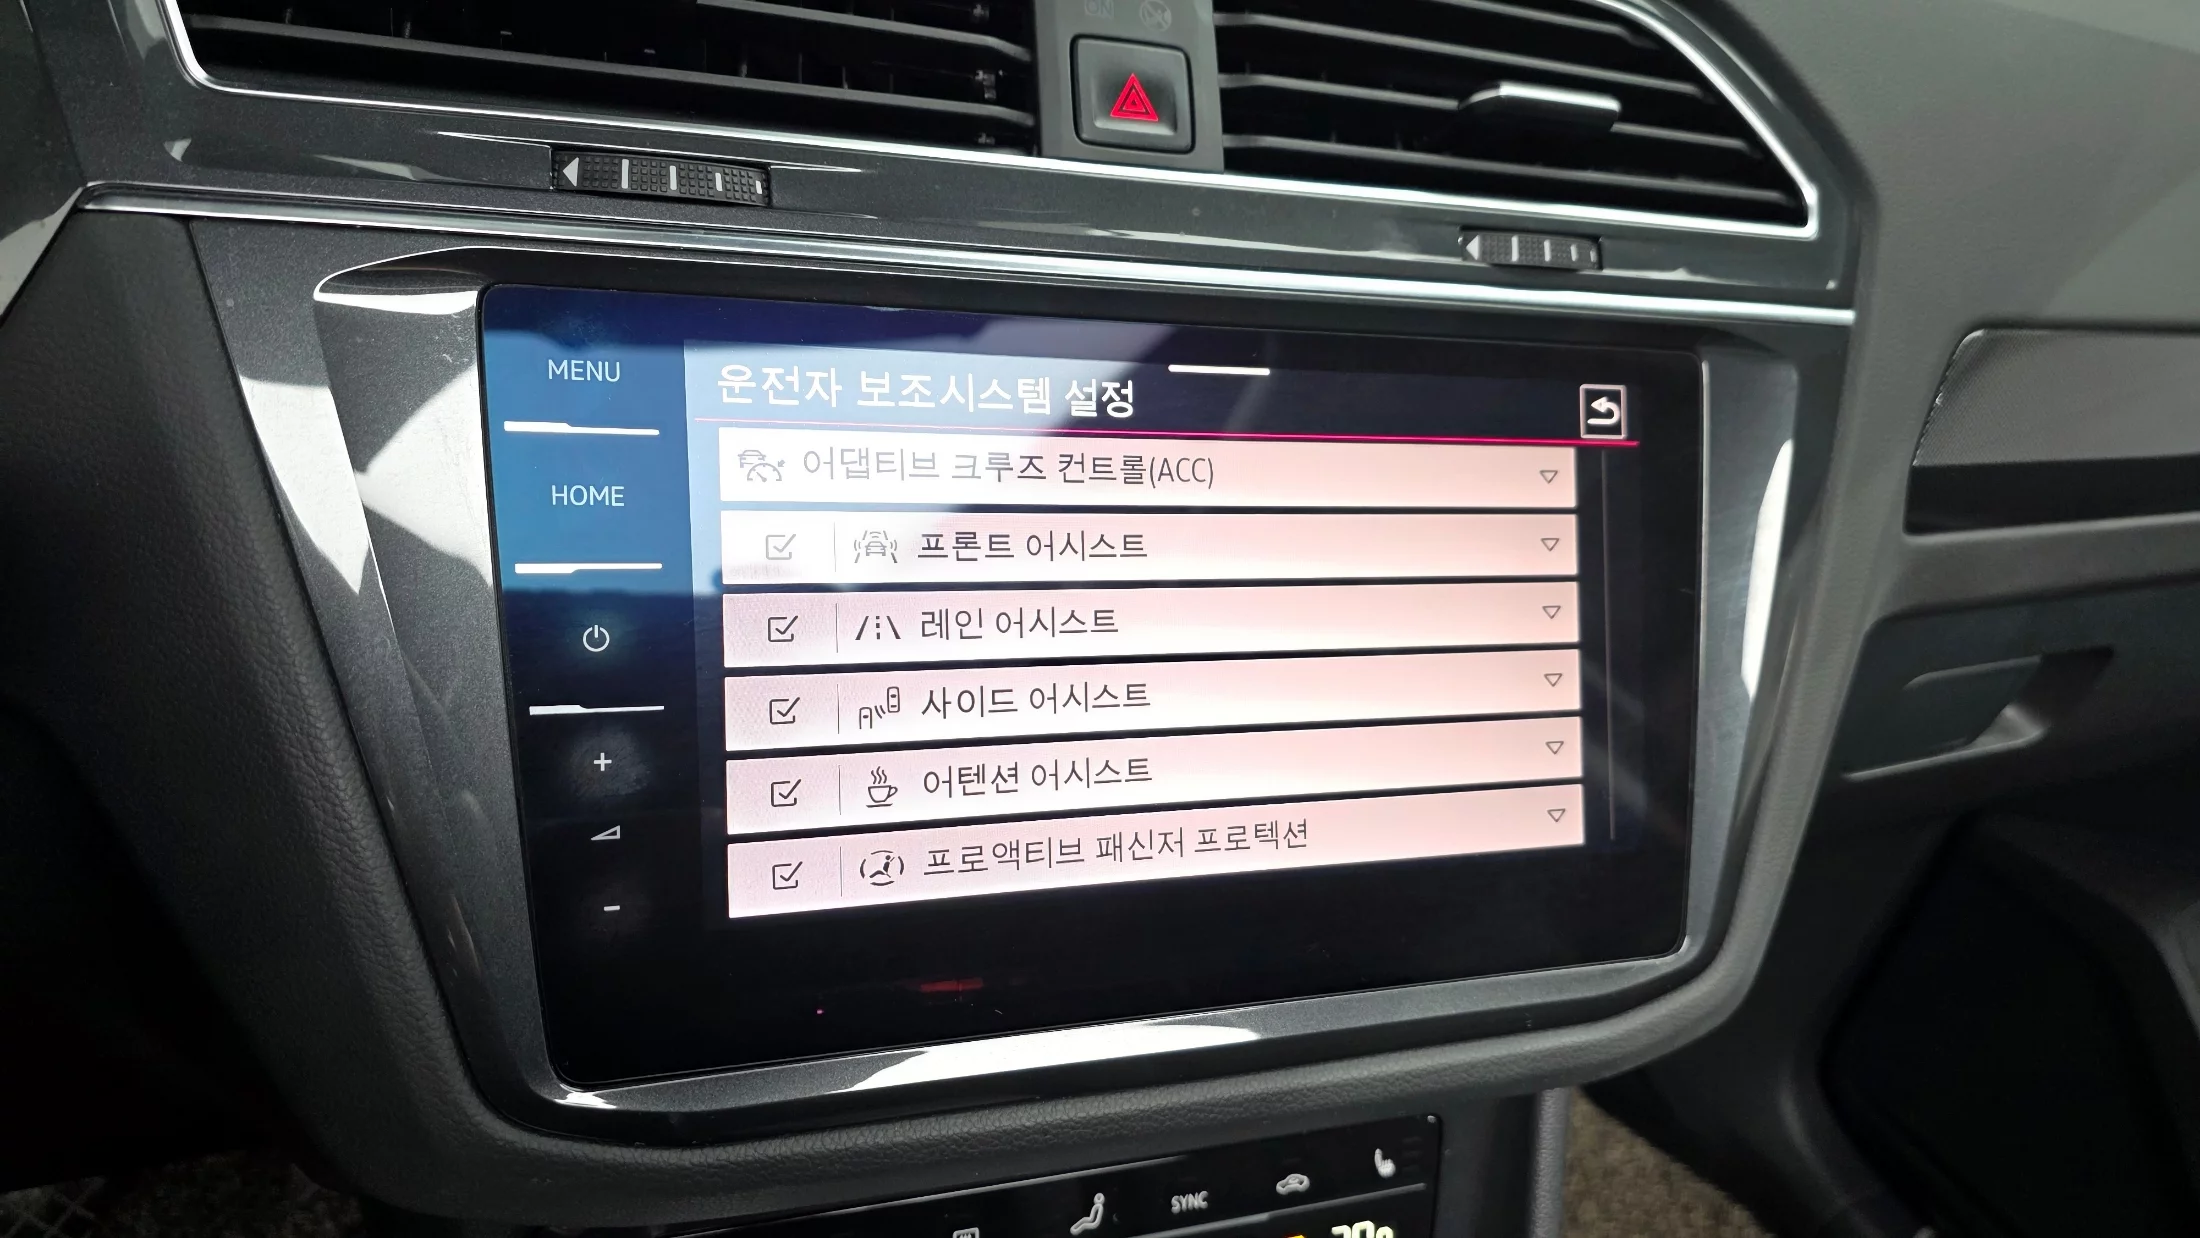 MENU
HOME
운전자 보조시스템 설정
어댑티브 크루즈 컨트롤(ACC)
프론트 어시스트
레인 어시스트
사이드 어시스트
어텐션 어시스트
프로액티브 패신저 프로텍션
+
-
SYNC